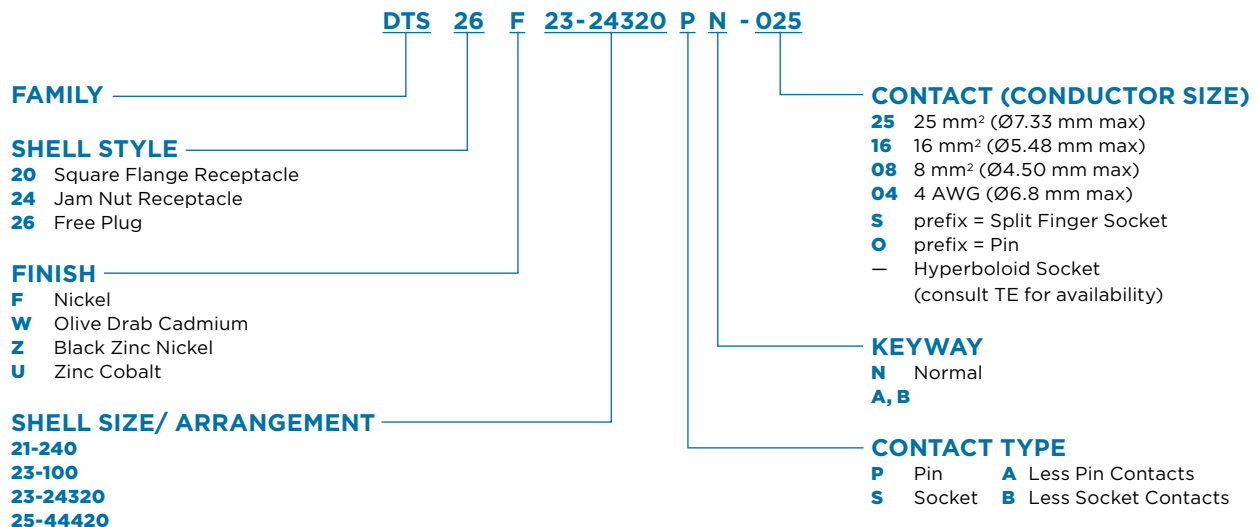 DTS 26 F 23-24320 P N - 025
FAMILY
SHELL STYLE
20 Square Flange Receptacle
24 Jam Nut Receptacle
26 Free Plug
FINISH
F Nickel
W Olive Drab Cadmium
Z Black Zinc Nickel
U Zinc Cobalt
SHELL SIZE/ ARRANGEMENT
21-240
23-100
23-24320
25-44420
CONTACT (CONDUCTOR SIZE)
25 25 mm² (Ø7.33 mm max)
16 16 mm² (Ø5.48 mm max)
08 8 mm² (Ø4.50 mm max)
04 4 AWG (Ø6.8 mm max)
S prefix = Split Finger Socket
O prefix = Pin
— Hyperboloid Socket
(consult TE for availability)
KEYWAY
N Normal
A, B
CONTACT TYPE
P Pin A Less Pin Contacts
S Socket B Less Socket Contacts